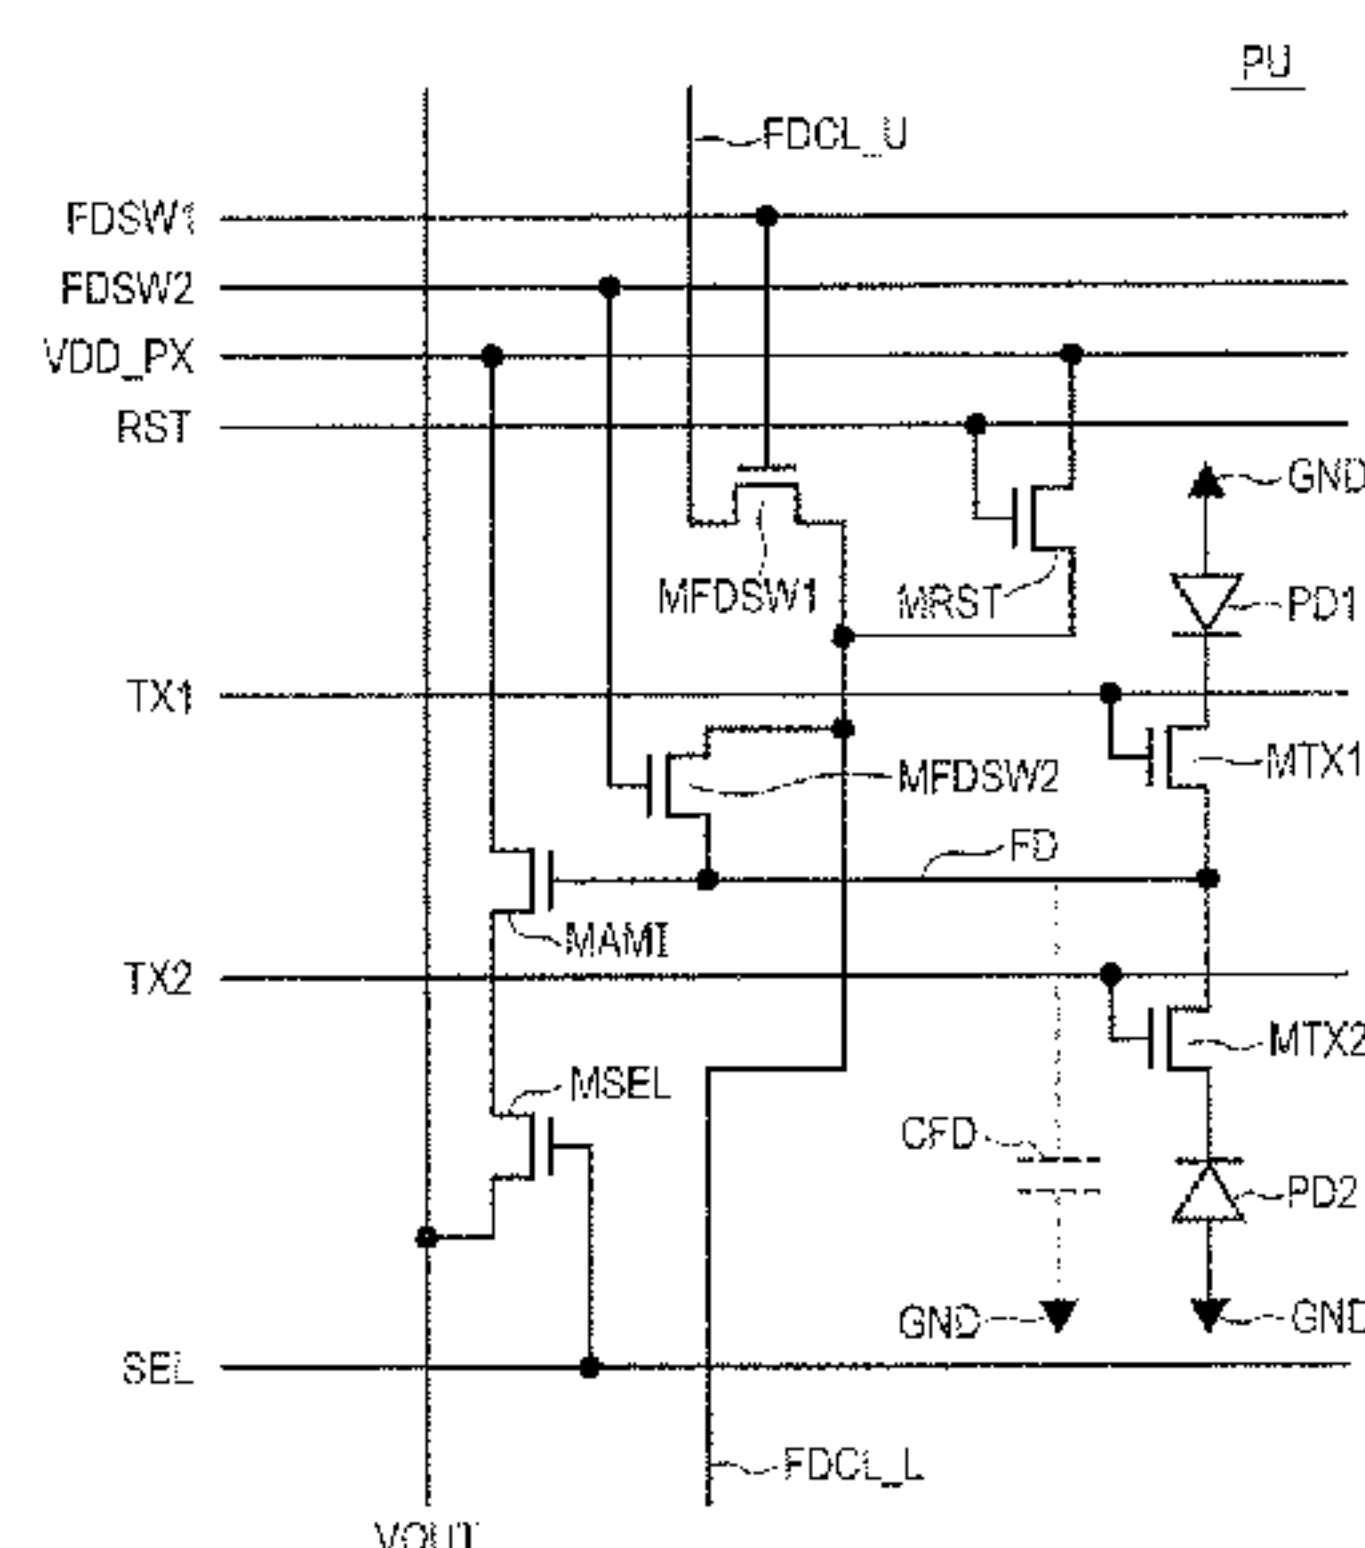 PU
FDCL_U
FDSW1
FDSW2
VDD_PX
RST
GND
MFDSW1
MRST
PD1
TX1
MTX1
MFDSW2
FD
MAMI
TX2
MTX2
MSEL
CFD
PD2
GND
GND
SEL
FDCL_L
VOUT